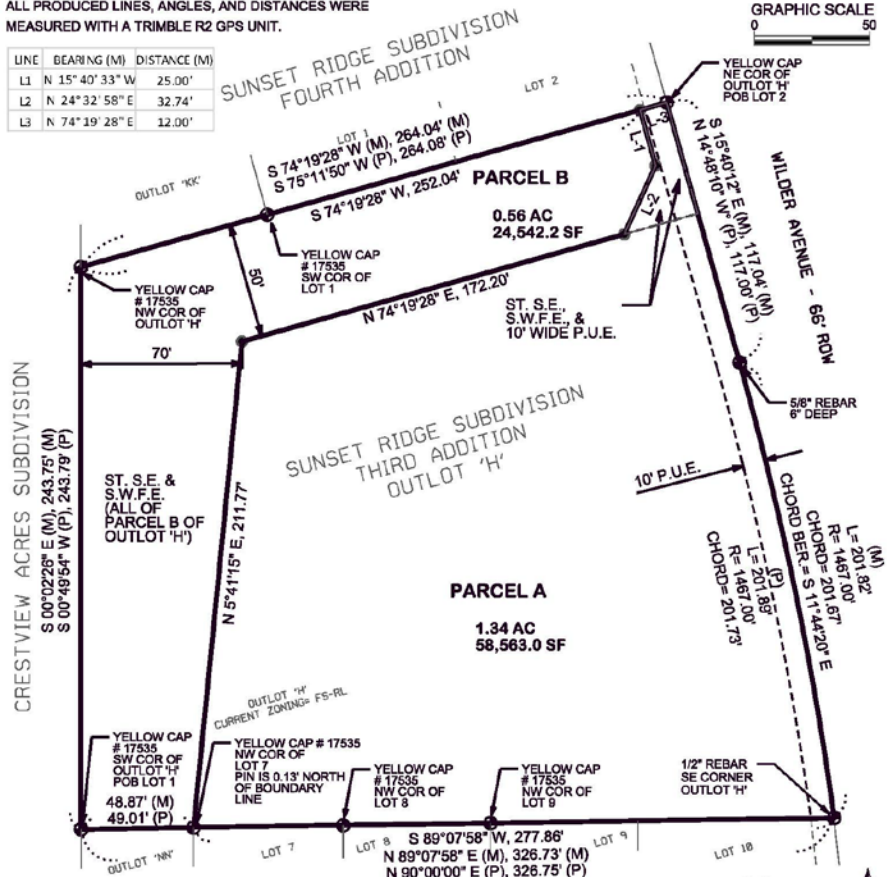 ALL PRODUCED LINES, ANGLES, AND DISTANCES WERE
MEASURED WITH A TRIMBLE R2 GPS UNIT.
LINE BEARING (M) DISTANCE (M)
L1 N 15° 40' 33" W 25.00'
L2 N 24° 32' 58" E 32.74'
L3 N 74° 19' 28" E 12.00'
GRAPHIC SCALE
0 50
SUNSET RIDGE SUBDIVISION
FOURTH ADDITION
LOT 2
LOT 1
OUTLOT 'KK'
YELLOW CAP
NE COR OF
OUTLOT 'H'
POB LOT 2
S 74°19'28" W (M), 264.04' (M)
S 75°11'50" W (P), 264.08' (P)
S 74°19'28" W, 252.04'
PARCEL B
0.56 AC
24,542.2 SF
L-1
L-3
L-2
S 15°40'12" E (M), 117.04' (M)
N 14°48'10" W" (P), 117.00' (P)
WILDER AVENUE - 66' ROW
YELLOW CAP
# 17535
SW COR OF
LOT 1
YELLOW CAP
# 17535
NW COR OF
OUTLOT 'H'
50'
70'
N 74°19'28" E, 172.20'
ST. S.E.,
S.W.F.E., &
10' WIDE P.U.E.
5/8" REBAR
6" DEEP
CRESTVIEW ACRES SUBDIVISION
S 00°02'26" E (M), 243.75' (M)
S 00°49'54" W (P), 243.79' (P)
ST. S.E. &
S.W.F.E.
(ALL OF
PARCEL B OF
OUTLOT 'H')
N 5°41'15" E, 211.77'
SUNSET RIDGE SUBDIVISION
THIRD ADDITION
OUTLOT 'H'
10' P.U.E.
(M)
L= 201.82'
R= 1467.00'
CHORD= 201.67'
CHORD BER.= S 11°44'20" E
(P)
L= 201.89'
R= 1467.00'
CHORD= 201.73'
PARCEL A
1.34 AC
58,563.0 SF
OUTLOT 'H'
CURRENT ZONING= FS-RL
YELLOW CAP
# 17535
SW COR OF
OUTLOT 'H'
POB LOT 1
48.87' (M)
49.01' (P)
YELLOW CAP # 17535
NW COR OF
LOT 7
PIN IS 0.13' NORTH
OF BOUNDARY
LINE
YELLOW CAP
# 17535
NW COR OF
LOT 8
YELLOW CAP
# 17535
NW COR OF
LOT 9
1/2" REBAR
SE CORNER
OUTLOT 'H'
OUTLOT 'NN'
LOT 7
LOT 8
LOT 9
LOT 10
S 89°07'58" W, 277.86'
N 89°07'58" E (M), 326.73' (M)
N 90°00'00" E (P), 326.75' (P)